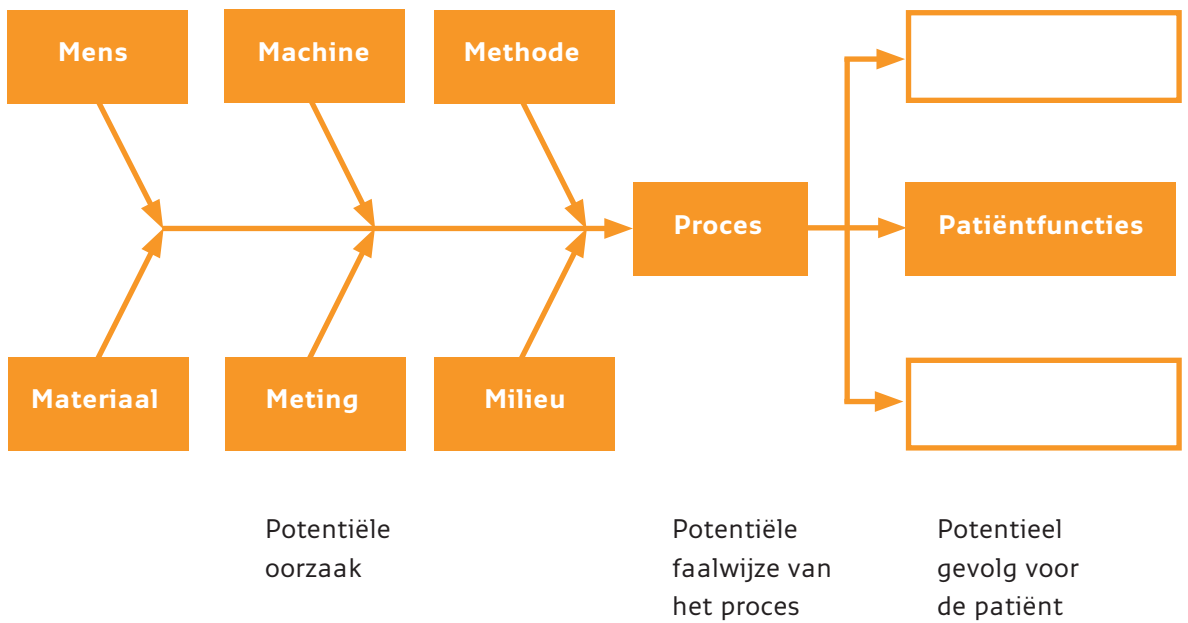 Mens
Machine
Methode
Proces
Patiëntfuncties
Materiaal
Meting
Milieu
Potentiële
oorzaak
Potentiële
faalwijze van
het proces
Potentieel
gevolg voor
de patiënt